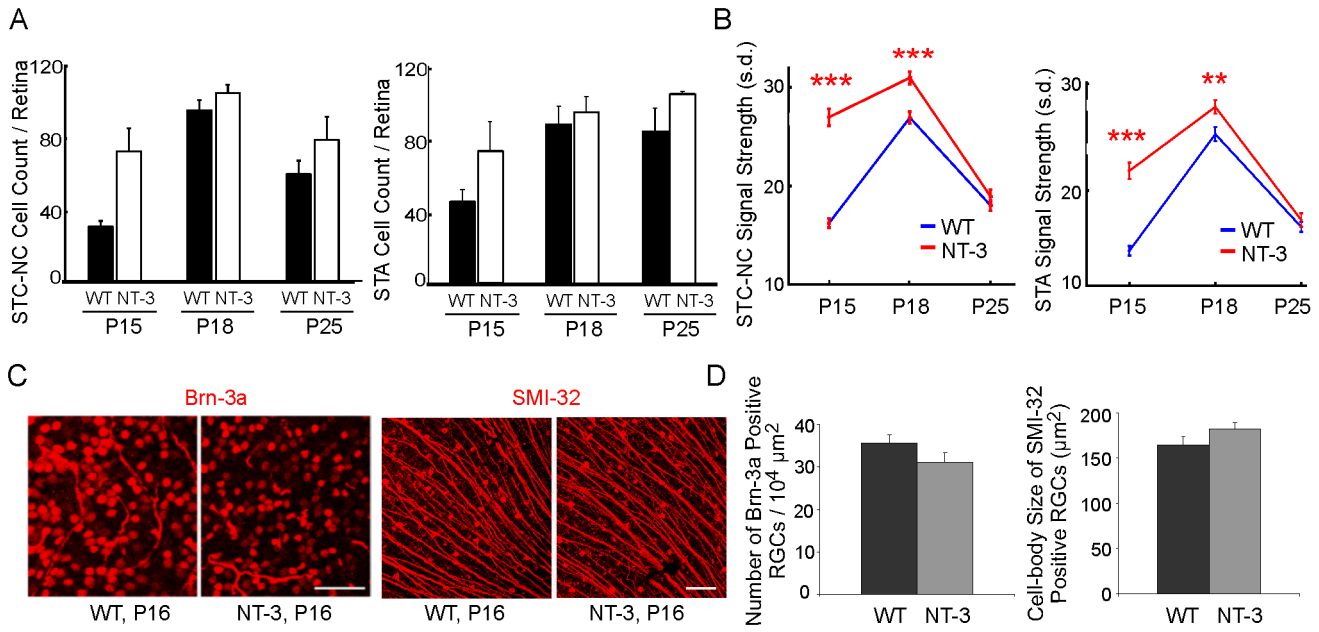 A
STC-NC Cell Count / Retina
120
80
40
0
WT NT-3 WT NT-3 WT NT-3
P15 P18 P25
STA Cell Count / Retina
120
80
40
0
WT NT-3 WT NT-3 WT NT-3
P15 P18 P25
B
STC-NC Signal Strength (s.d.)
30
20
10
*** ***
WT
NT-3
P15 P18 P25
STA Signal Strength (s.d.)
30
20
10
*** **
WT
NT-3
P15 P18 P25
C
Brn-3a
WT, P16 NT-3, P16
SMI-32
WT, P16 NT-3, P16
D
Number of Brn-3a Positive
RGCs / 10⁴ μm²
40
30
20
10
0
WT NT-3
Cell-body Size of SMI-32
Positive RGCs (μm²)
200
150
100
50
0
WT NT-3